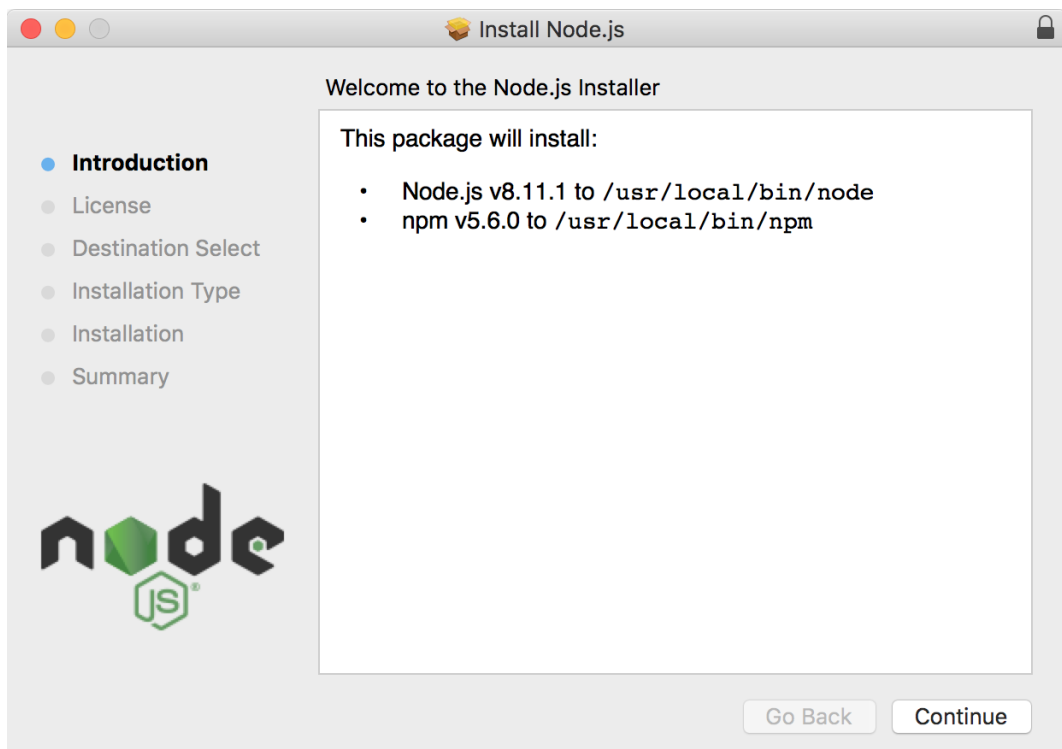 Install Node.js
Welcome to the Node.js Installer
Introduction
License
Destination Select
Installation Type
Installation
Summary
This package will install:
• Node.js v8.11.1 to /usr/local/bin/node
• npm v5.6.0 to /usr/local/bin/npm
node
JS®
Go Back
Continue